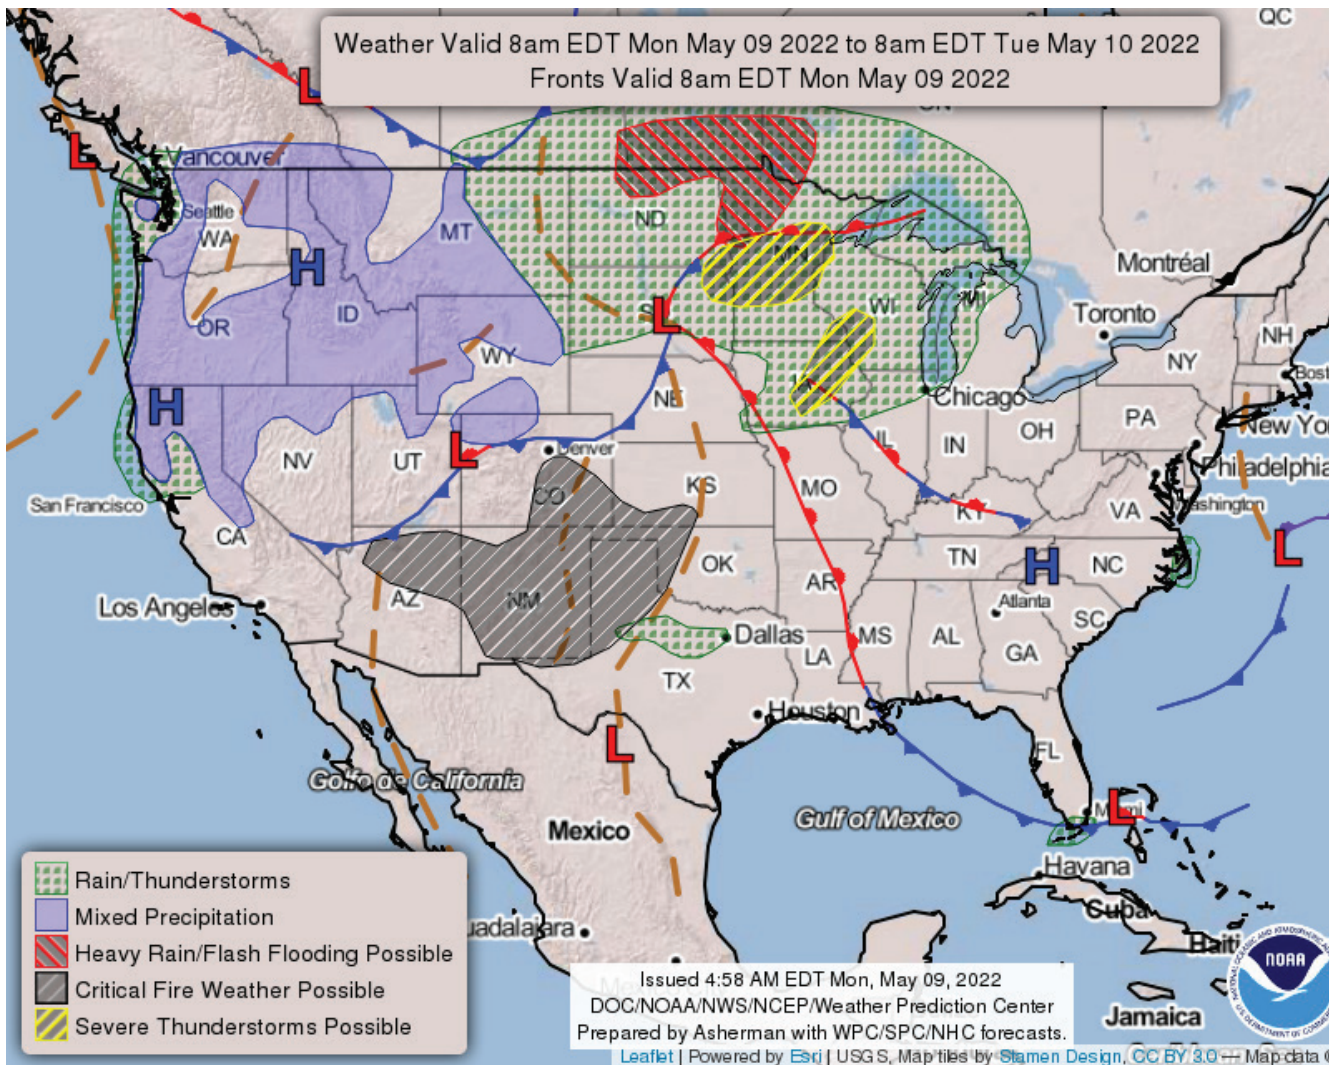 QC
Weather Valid 8am EDT Mon May 09 2022 to 8am EDT Tue May 10 2022
Fronts Valid 8am EDT Mon May 09 2022
L
L
Vancouver
Seattle
WA
MT
ND
MN
Montréal
H
OR
ID
L
WI
MI
Toronto
NH
WY
NY
Bost
H
NE
IA
Chicago
PA
New Yor
L
Denver
NV
UT
CO
KS
MO
IL
IN
OH
Philadelphia
San Francisco
CA
KY
VA
Washington
L
AZ
NM
OK
AR
TN
H
NC
Los Angeles
Atlanta
SC
Dallas
TX
LA
MS
AL
GA
L
Houston
FL
Golfo de California
Mexico
Gulf of Mexico
L
Miami
Havana
Cuba
Haiti
Jamaica
uadalajara
Rain/Thunderstorms
Mixed Precipitation
Heavy Rain/Flash Flooding Possible
Critical Fire Weather Possible
Severe Thunderstorms Possible
Issued 4:58 AM EDT Mon, May 09, 2022
DOC/NOAA/NWS/NCEP/Weather Prediction Center
Prepared by Asherman with WPC/SPC/NHC forecasts.
Leaflet | Powered by Esri | USGS, Map tiles by Stamen Design, CC BY 3.0 — Map data ©
NOAA